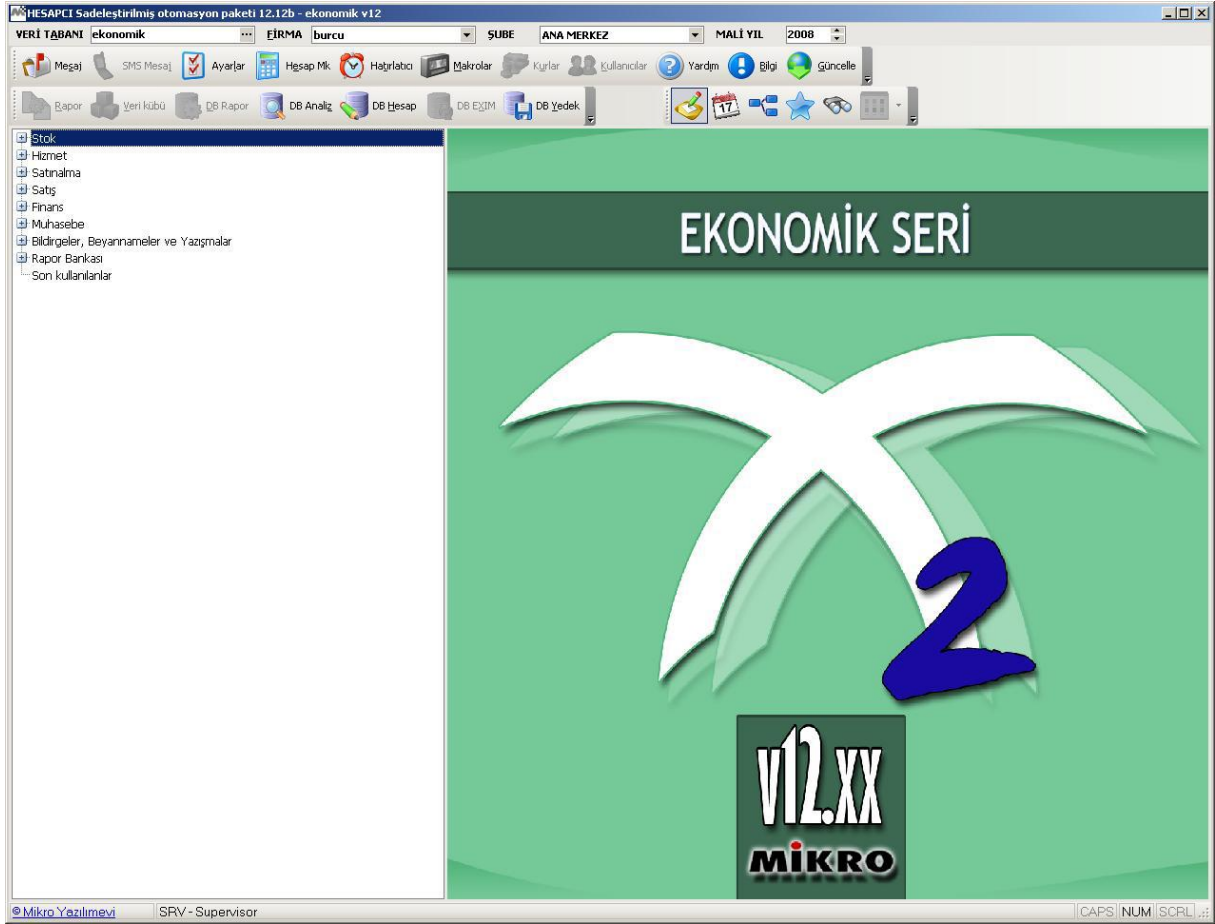 HESAPCI Sadeleştirilmiş otomasyon paketi 12.12b - ekonomik v12
VERİ TABANI ekonomik ... FİRMA burcu ŞUBE ANA MERKEZ MALİ YIL 2008
Mesaj SMS Mesaj Ayarlar Hesap Mk Hatırlatıcı Makrolar Kurlar Kullanıcılar Yardım Bilgi Güncelle
Rapor Veri kübü DB Rapor DB Analiz DB Hesap DB EXIM DB Yedek 17
Stok
Hizmet
Satınalma
Satış
Finans
Muhasebe
Bildirgeler, Beyannameler ve Yazışmalar
Rapor Bankası
Son kullanılanlar
EKONOMİK SERİ
2
v12.xx
MİKRO
© Mikro Yazılımevi SRV - Supervisor CAPS NUM SCRL